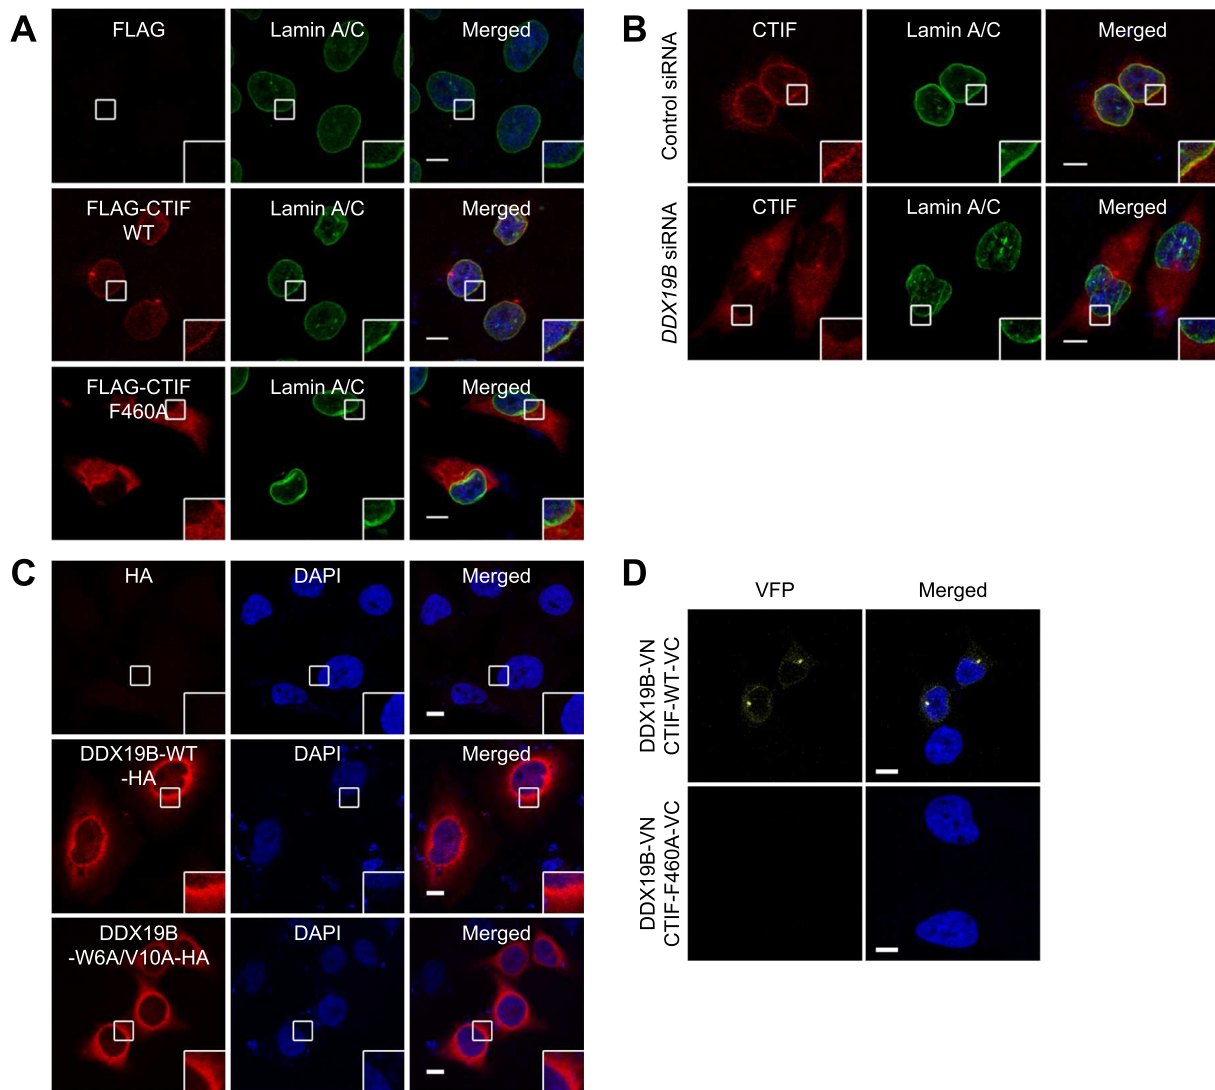 A
FLAG
Lamin A/C
Merged
FLAG-CTIF
WT
Lamin A/C
Merged
FLAG-CTIF
F460A
Lamin A/C
Merged
B
Control siRNA
CTIF
Lamin A/C
Merged
DDX19B siRNA
CTIF
Lamin A/C
Merged
C
HA
DAPI
Merged
DDX19B-WT
-HA
DAPI
Merged
DDX19B
-W6A/V10A-HA
DAPI
Merged
D
VFP
Merged
DDX19B-VN
CTIF-WT-VC
DDX19B-VN
CTIF-F460A-VC